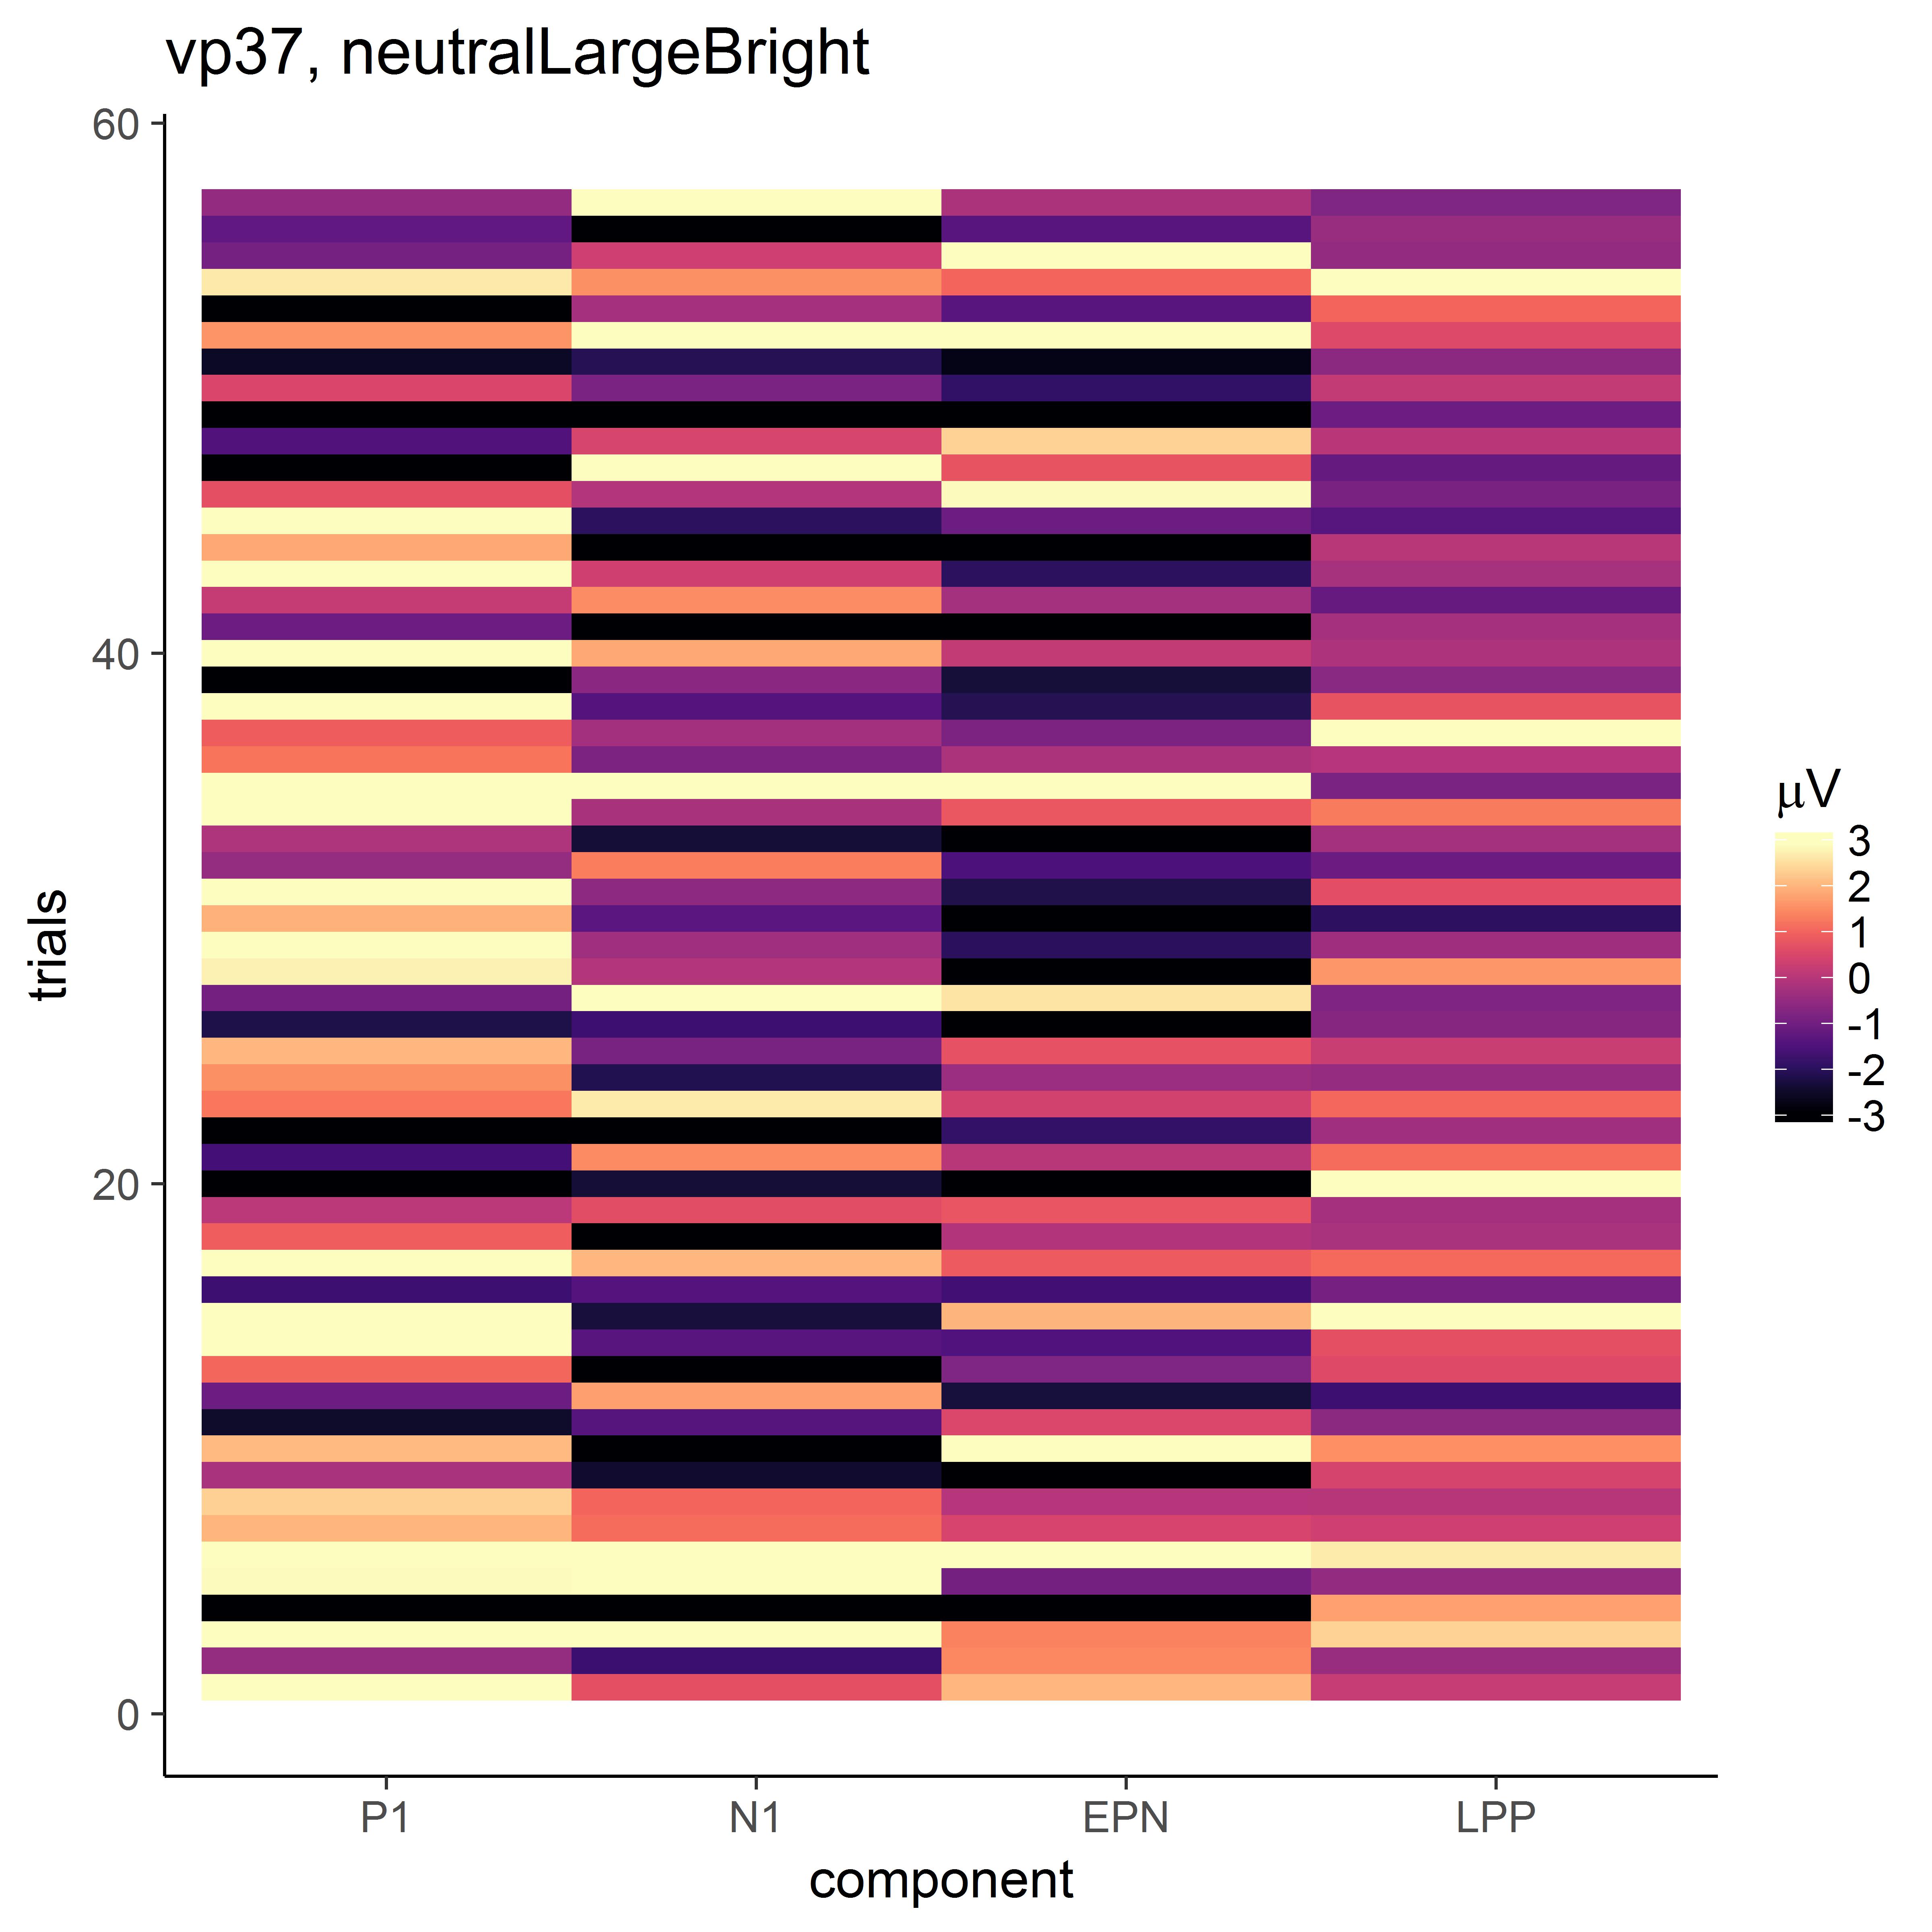 vp37, neutralLargeBright
60
40
20
0
trials
P1 N1 EPN LPP
component
μV
3
2
1
0
-1
-2
-3